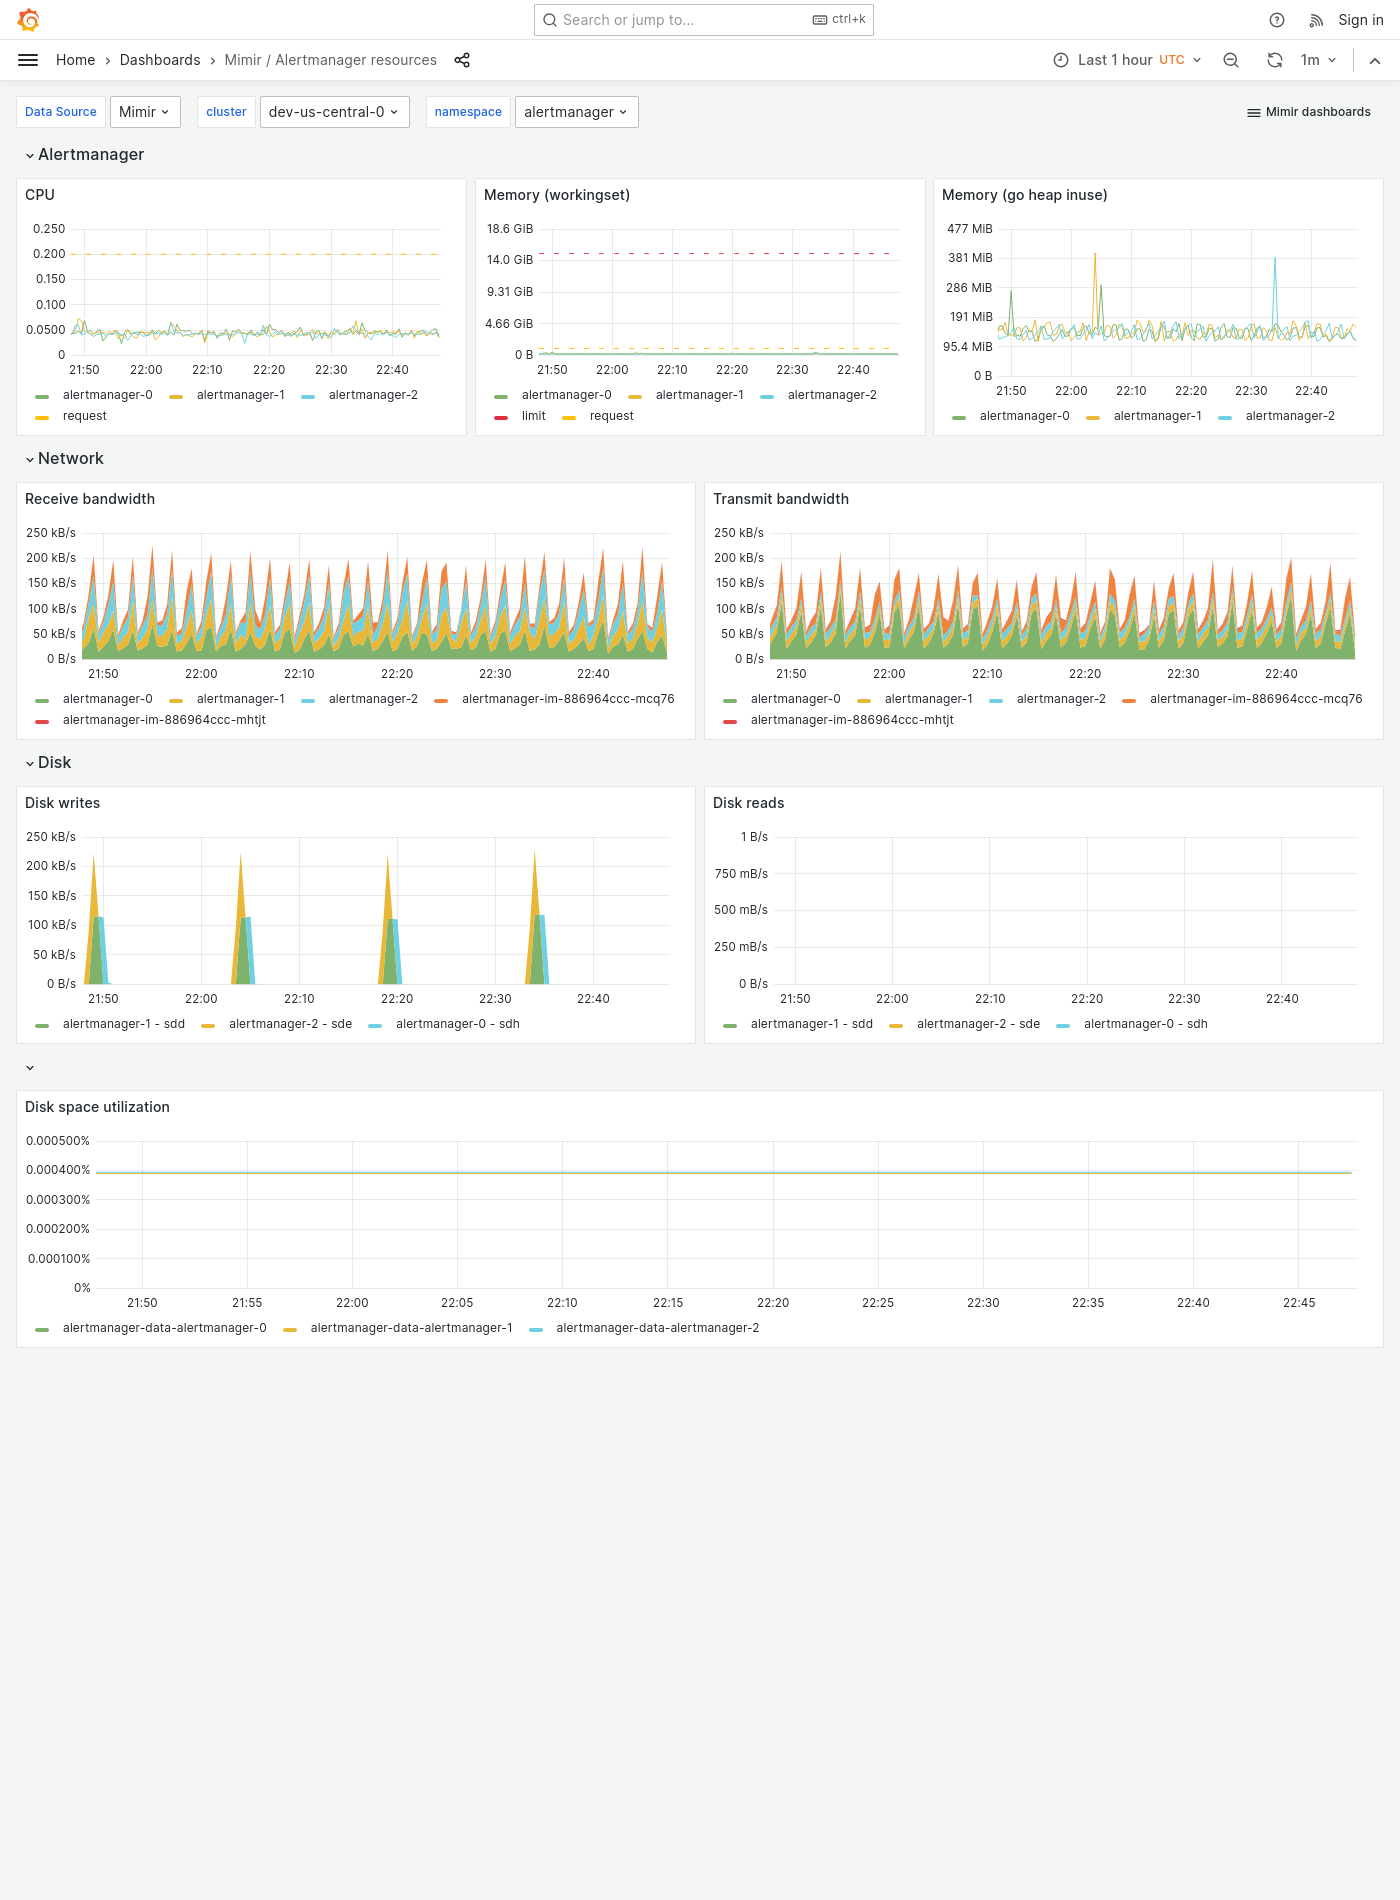 Search or jump to... ctrl+k Sign in
Home Dashboards Mimir / Alertmanager resources Last 1 hour UTC 1m
Data Source Mimir cluster dev-us-central-0 namespace alertmanager Mimir dashboards
Alertmanager
CPU
0.250
0.200
0.150
0.100
0.0500
0
21:50 22:00 22:10 22:20 22:30 22:40
alertmanager-0 alertmanager-1 alertmanager-2
request
Memory (workingset)
18.6 GiB
14.0 GiB
9.31 GiB
4.66 GiB
0 B
21:50 22:00 22:10 22:20 22:30 22:40
alertmanager-0 alertmanager-1 alertmanager-2
limit request
Memory (go heap inuse)
477 MiB
381 MiB
286 MiB
191 MiB
95.4 MiB
0 B
21:50 22:00 22:10 22:20 22:30 22:40
alertmanager-0 alertmanager-1 alertmanager-2
Network
Receive bandwidth
250 kB/s
200 kB/s
150 kB/s
100 kB/s
50 kB/s
0 B/s
21:50 22:00 22:10 22:20 22:30 22:40
alertmanager-0 alertmanager-1 alertmanager-2 alertmanager-im-886964ccc-mcq76
alertmanager-im-886964ccc-mhtjt
Transmit bandwidth
250 kB/s
200 kB/s
150 kB/s
100 kB/s
50 kB/s
0 B/s
21:50 22:00 22:10 22:20 22:30 22:40
alertmanager-0 alertmanager-1 alertmanager-2 alertmanager-im-886964ccc-mcq76
alertmanager-im-886964ccc-mhtjt
Disk
Disk writes
250 kB/s
200 kB/s
150 kB/s
100 kB/s
50 kB/s
0 B/s
21:50 22:00 22:10 22:20 22:30 22:40
alertmanager-1 - sdd alertmanager-2 - sde alertmanager-0 - sdh
Disk reads
1 B/s
750 mB/s
500 mB/s
250 mB/s
0 B/s
21:50 22:00 22:10 22:20 22:30 22:40
alertmanager-1 - sdd alertmanager-2 - sde alertmanager-0 - sdh
Disk space utilization
0.000500%
0.000400%
0.000300%
0.000200%
0.000100%
0%
21:50 21:55 22:00 22:05 22:10 22:15 22:20 22:25 22:30 22:35 22:40 22:45
alertmanager-data-alertmanager-0 alertmanager-data-alertmanager-1 alertmanager-data-alertmanager-2